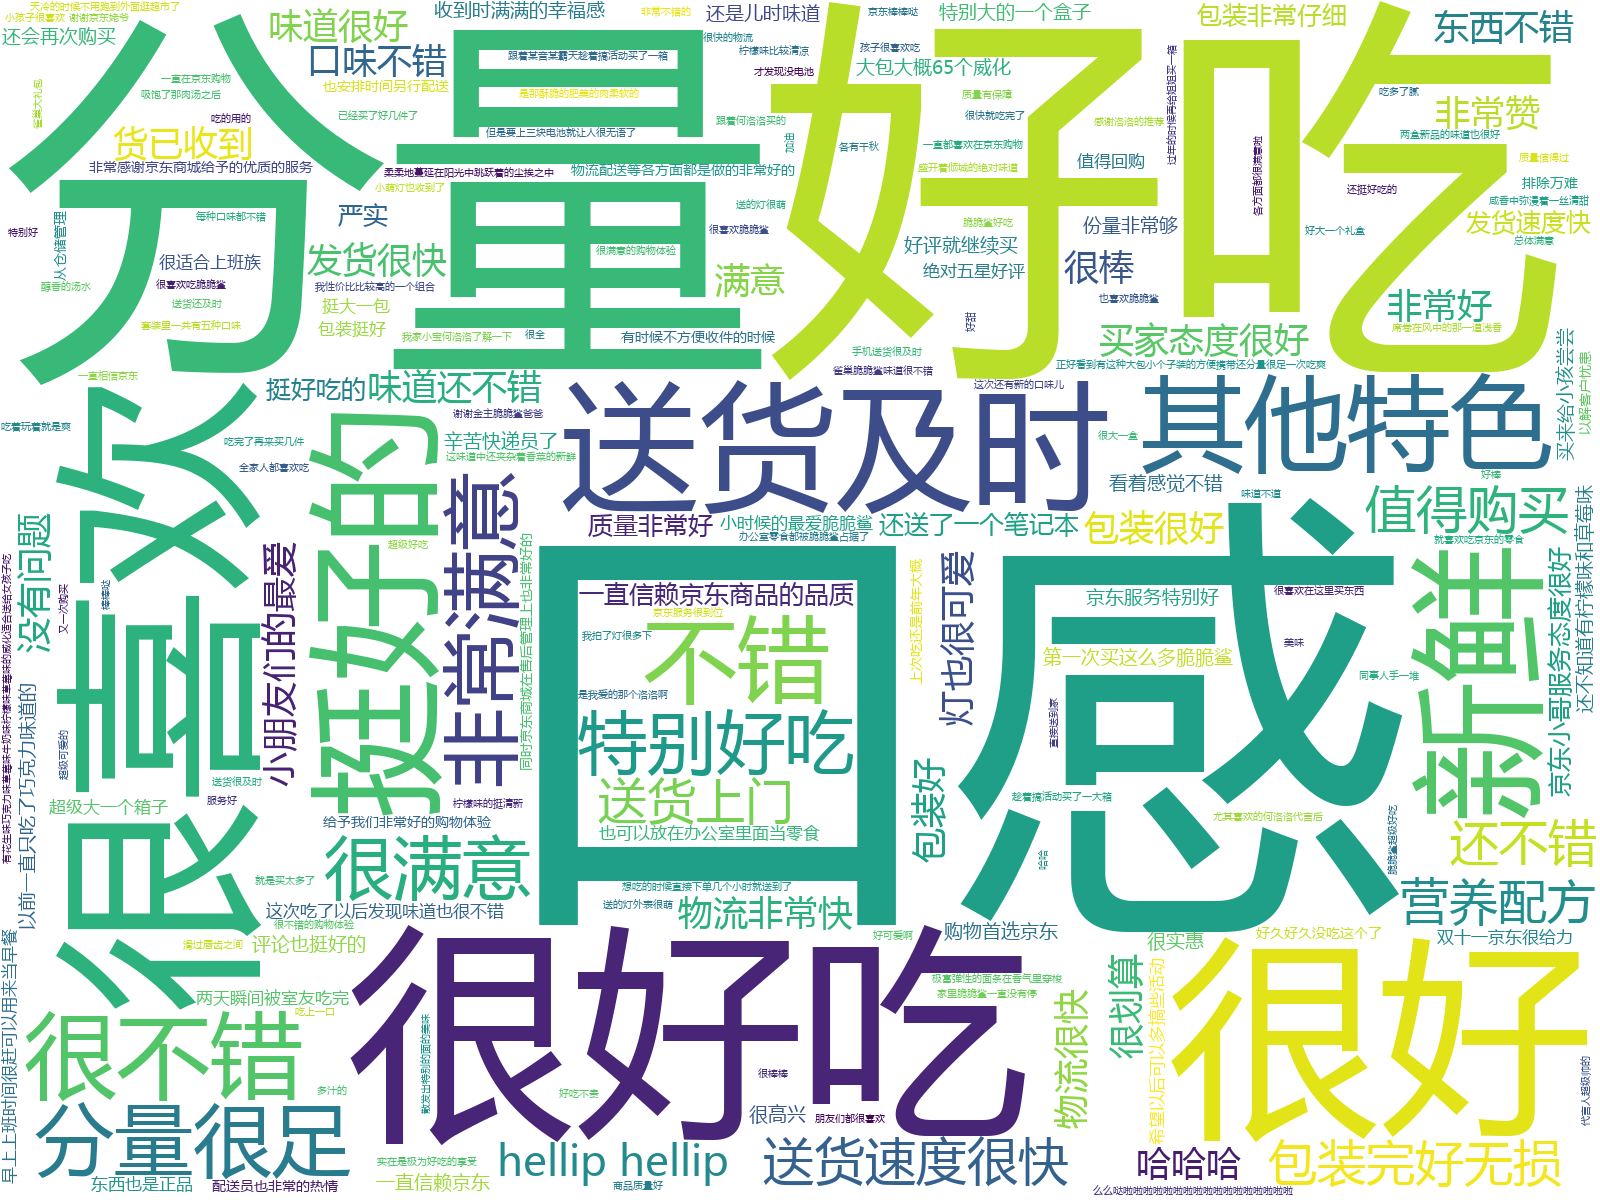 天冷的时候不用购到外面逛超市了
小孩子很喜欢 谢谢京东娇爷
还会再次购买
味道很好
收到时满满的幸福感
非常不错的
还是儿时味道
京东棒棒哒
特别大的一个盒子
包装非常仔细
东西不错
分量
好吃
口味不错
跟着某音某霸天趁着搞活动买了一箱
很快的物流
柠檬味比较清凉
孩子很喜欢吃
才发现没电池
大包大概65个威化
一直在京东购物
吸饱了那肉汤之后
也安排时间另行配送
是那酥脆的肥美的肉柔软的
质量有保障
吃多了腻
非常赞
雀巢大礼包
吃的用的
已经买了好几件了
跟着何洛洛买的
很快就吃完了
感谢洛洛的推荐
过年的时候再给姐姐买一箱
货已收到
但是要上三块电池就让人很无语了
加油
各有千秋
一直都喜欢在京东购物
两盒新品的味道也很好
非常感谢京东商城给予的优质的服务
柔柔地蔓延在阳光中跳跃着的尘挨之中
物流配送等各方面都是做的非常好的
盛开着倾城的绝对味道
值得回购
各方面都很满意啦
质量信得过
小萌灯也收到了
还挺好吃的
排除万难
咸香中弥漫着一丝清甜
特别好
从仓储管理
每种口味都不错
严实
送的灯很萌
很喜欢脆脆鲨
脆脆鲨好吃
份量非常够
好大一个礼盒
发货速度快
总体满意
很适合上班族
发货很快
很满意的购物体验
好评就继续买
绝对五星好评
很棒
醇香的汤水
很喜欢吃脆脆鲨
我性价比比较高的一个组合
满意
也喜欢脆脆鲨
非常好
送货还及时
挺大一包
套装里一共有五种口味
包装挺好
我家小宝何洛洛了解一下
很全
有时候不方便收件的时候
好甜
买家态度很好
席卷在风中的那一道浅香
手机送货很及时
正好看到有这种大包小个子装的方便携带还分量很足一次吃爽
买来给小孩尝尝
以解客户忧患
一直相信京东
挺好吃的
味道还不错
雀巢脆脆鲨味道很不错
这次还有新的口味儿
送货及时
其他特色
很喜欢
吃着玩着就是爽
谢谢金主脆脆鲨爸爸
吃完了再来买几件
辛苦快递员了
很大一盒
全家人都喜欢吃
这味道中还夹杂着香菜的新鲜
看着感觉不错
好棒
味道不道
挺好的
非常满意
质量非常好
小时候的最爱脆脆鲨
还送了一个笔记本
包装很好
值得购买
办公室零食都被脆脆鲨占据了
就喜欢吃京东的零食
还不知道有柠檬味和草莓味
没有问题
超级好吃
小朋友们的最爱
同时京东商城在售后管理上也非常好的
有花生味巧克力味草莓味牛奶味柠檬味草莓味的威化适合送给女孩子吃
又一次购买
棒棒哒
一直信赖京东商品的品质
上次吃还是前年大概
灯也很可爱
京东服务特别好
很喜欢在这里买东西
新鲜
京东小哥服务态度很好
口感
京东服务很到位
我拍了灯很多下
不错
美味
第一次买这么多脆脆鲨
同事人手一堆
以前一直只吃了巧克力味道的
是我爱的那个洛洛啊
特别好吃
直接送到家
超级可爱的
送货很及时
送货上门
包装好
超级大一个箱子
服务好
柠檬味的挺清新
趁着搞活动买了一大箱
给予我们非常好的购物体验
也可以放在办公室里面当零食
尤其喜欢的何洛洛代言后
脆脆鲨超级好吃
还不错
很满意
哈哈
就是买太多了
想吃的时候直接下单几个小时就送到了
营养配方
这次吃了以后发现味道也很不错
送的灯外表很萌
物流非常快
很不错的购物体验
好可爱啊
购物首选京东
很实惠
好久好久没吃这个了
双十一京东很给力
早上上班时间很赶可以用来当早餐
滑过唇齿之间
评论也挺好的
很好吃
很好
极富弹性的面条在香气里穿梭
家里脆脆鲨一直没有停
很划算
希望以后可以多搞些活动
两天瞬间被室友吃完
吃上一口
很不错
散发出特别的面的美味
物流很快
代言人超级帅的
多汁的
好吃不贵
很棒棒
很高兴
朋友们都很喜欢
分量很足
hellip hellip
送货速度很快
哈哈哈
包装完好无损
实在是极为好吃的享受
东西也是正品
配送员也非常的热情
一直信赖京东
商品质量好
么么哒啦啦啦啦啦啦啦啦啦啦啦啦啦啦啦啦啦